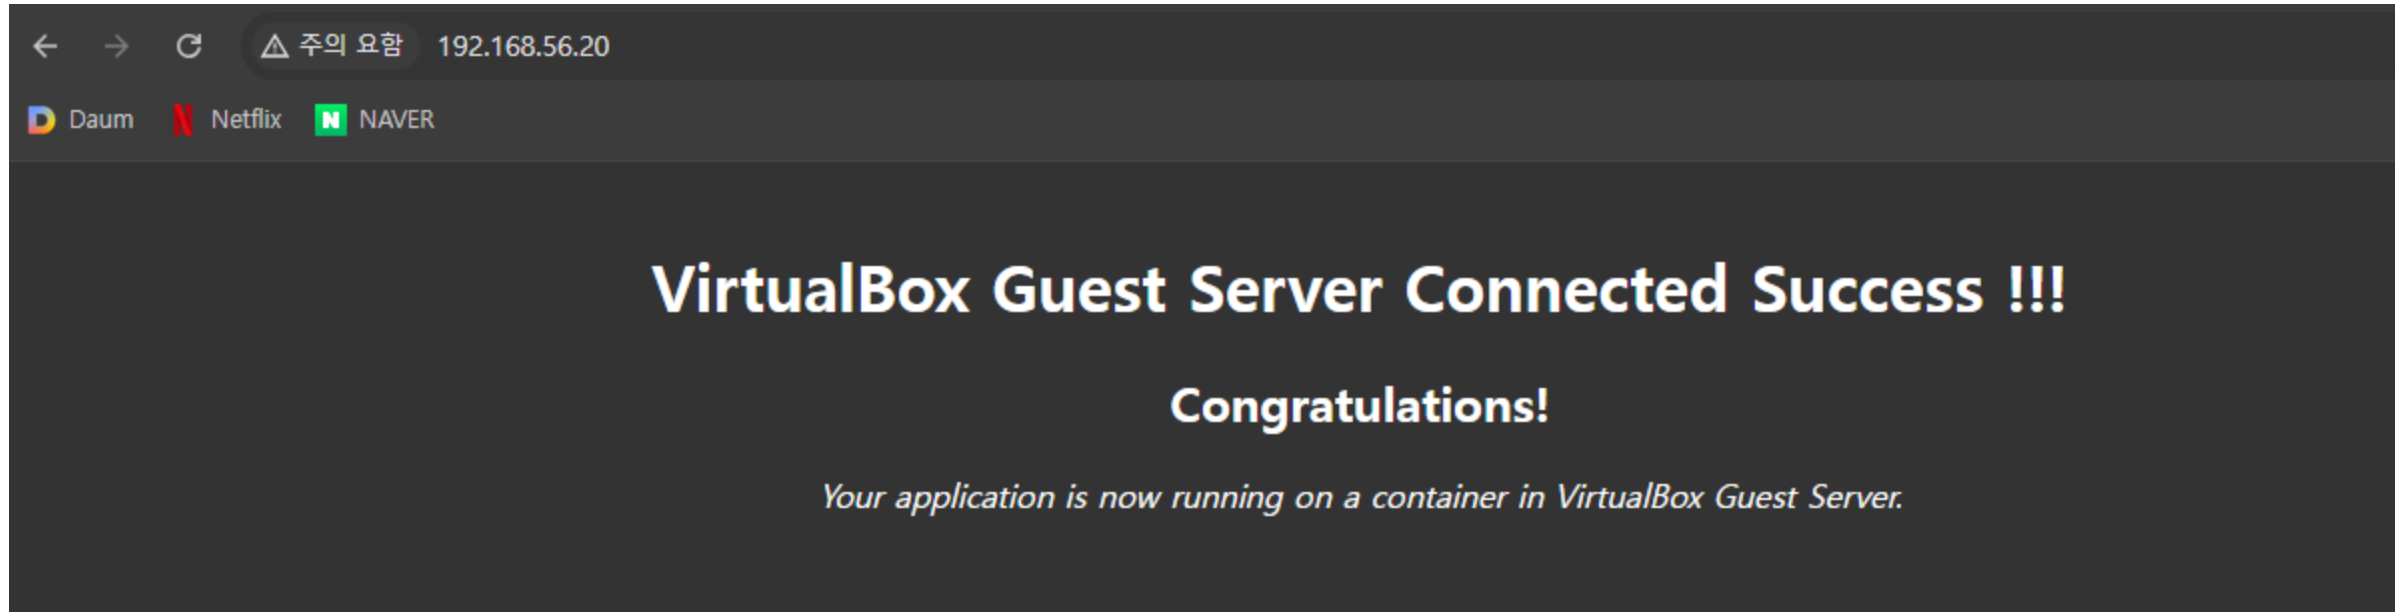 주의 요함 192.168.56.20
Daum Netflix NAVER
VirtualBox Guest Server Connected Success !!!
Congratulations!
Your application is now running on a container in VirtualBox Guest Server.